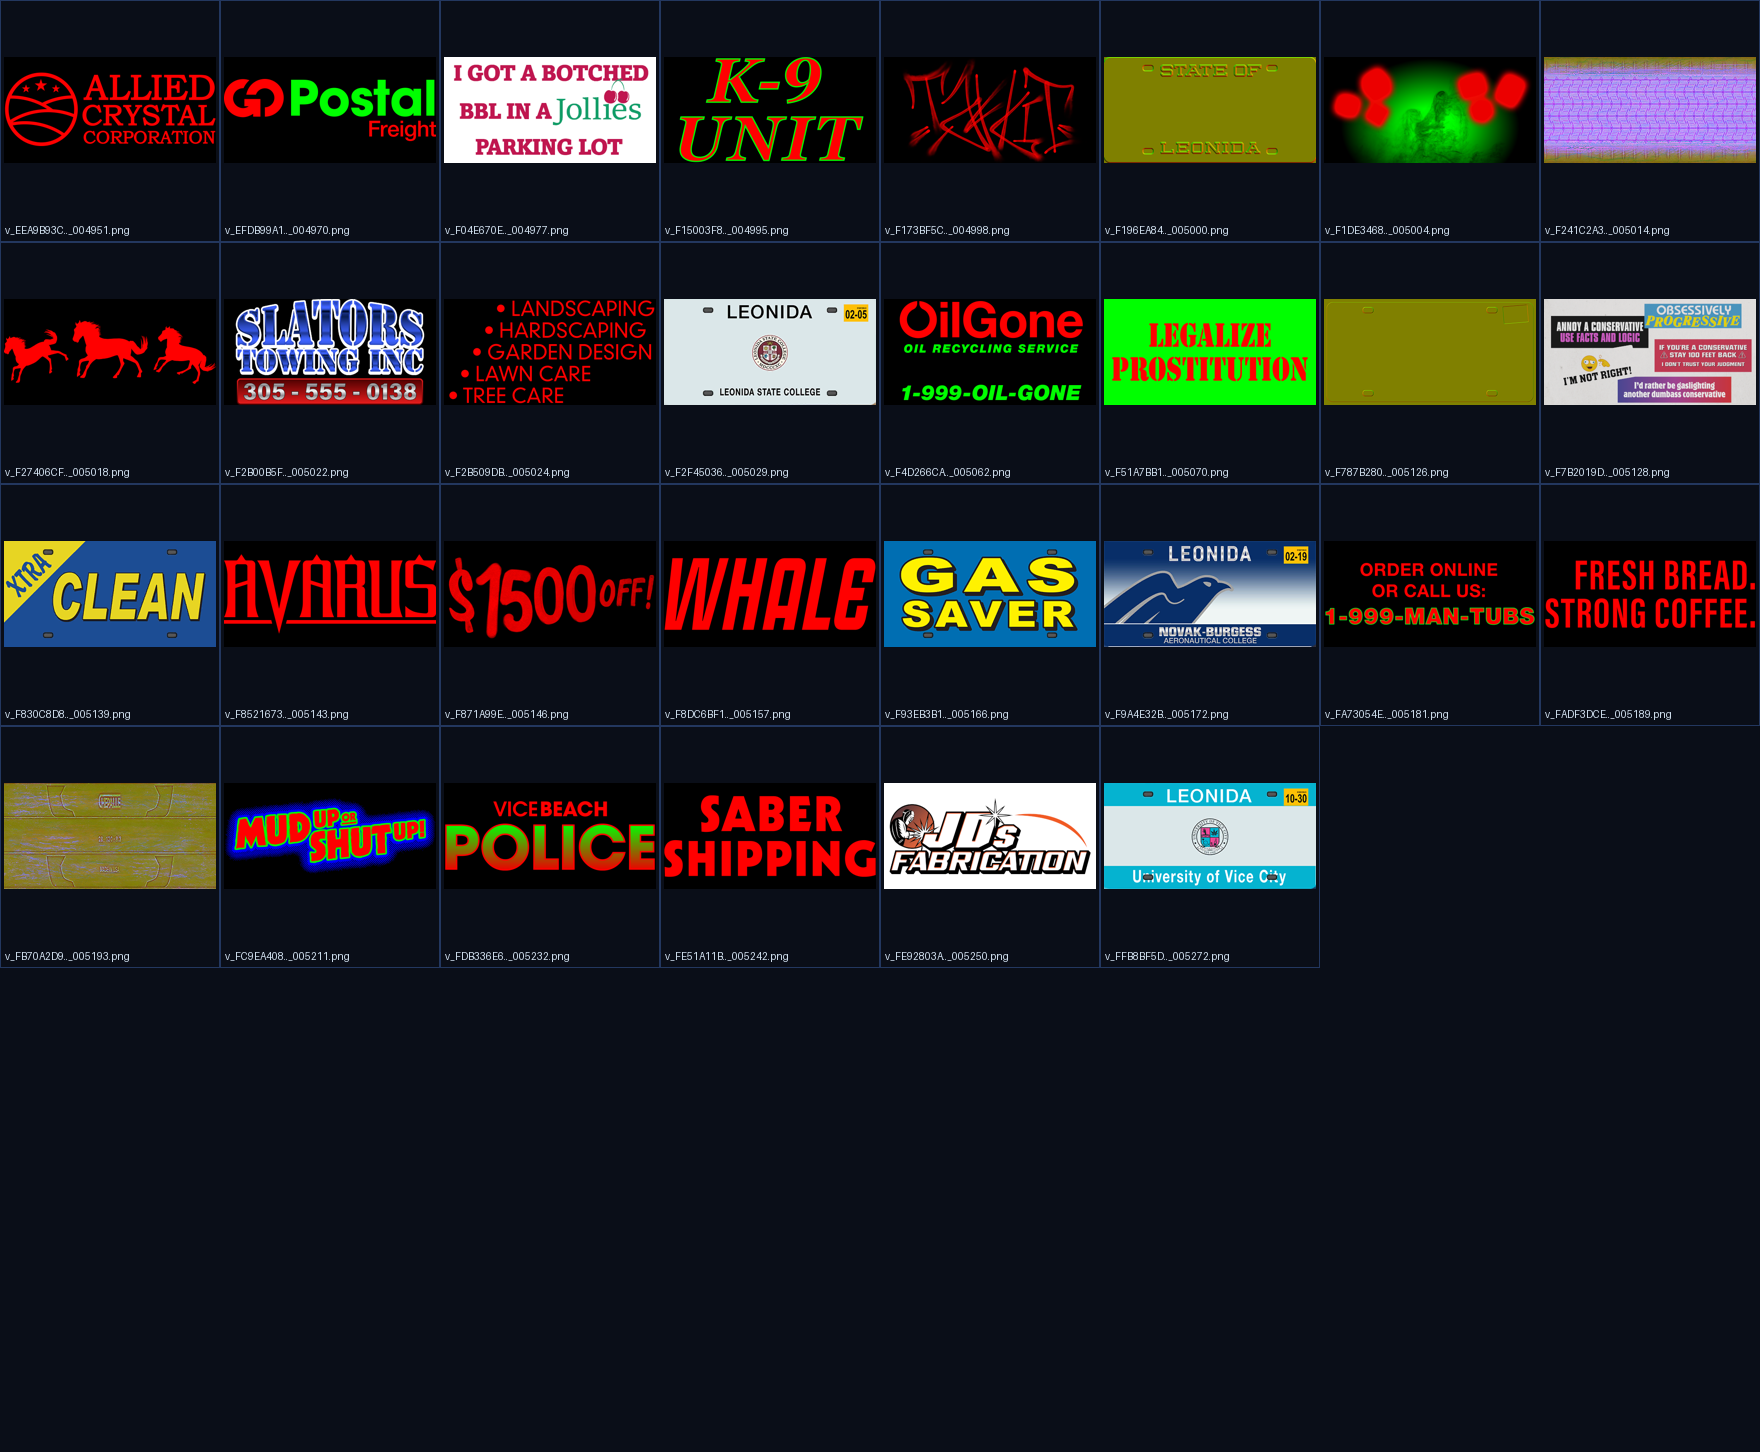 ALLIED
CRYSTAL
CORPORATION
v_EEA9B93C.._004951.png
GO Postal
Freight
v_EFDB99A1.._004970.png
I GOT A BOTCHED
BBL IN A Jollies
PARKING LOT
v_F04E670E.._004977.png
K-9
UNIT
v_F15003F8.._004995.png
v_F173BF5C.._004998.png
STATE OF
LEONIDA
v_F196EA84.._005000.png
v_F1DE3468.._005004.png
v_F241C2A3.._005014.png
v_F27406CF.._005018.png
SLATORS
TOWING INC
305 - 555 - 0138
v_F2B00B5F.._005022.png
• LANDSCAPING
• HARDSCAPING
• GARDEN DESIGN
• LAWN CARE
• TREE CARE
v_F2B509DB.._005024.png
LEONIDA
02-05
LEONIDA STATE COLLEGE
v_F2F45036.._005029.png
OilGone
OIL RECYCLING SERVICE
1-999-OIL-GONE
v_F4D266CA.._005062.png
LEGALIZE
PROSTITUTION
v_F51A7BB1.._005070.png
v_F787B280.._005126.png
OBSESSIVELY
PROGRESSIVE
ANNOY A CONSERVATIVE
USE FACTS AND LOGIC
IF YOU'RE A CONSERVATIVE
STAY 100 FEET BACK
I DON'T TRUST YOUR JUDGMENT
I'M NOT RIGHT!
I'd rather be gaslighting
another dumbass conservative
v_F7B2019D.._005128.png
XTRA
CLEAN
v_F830C8D8.._005139.png
AVARUS
v_F8521673.._005143.png
$1500 OFF!
v_F871A99E.._005146.png
WHALE
v_F8DC6BF1.._005157.png
GAS
SAVER
v_F93EB3B1.._005166.png
LEONIDA
02-19
NOVAK-BURGESS
AERONAUTICAL COLLEGE
v_F9A4E32B.._005172.png
ORDER ONLINE
OR CALL US:
1-999-MAN-TUBS
v_FA73054E.._005181.png
FRESH BREAD.
STRONG COFFEE.
v_FADF3DCE.._005189.png
v_FB70A2D9.._005193.png
MUD UP OR
SHUT UP!
v_FC9EA408.._005211.png
VICE BEACH
POLICE
v_FDB336E6.._005232.png
SABER
SHIPPING
v_FE51A11B.._005242.png
JD's
FABRICATION
v_FE92803A.._005250.png
LEONIDA
10-30
University of Vice City
v_FFB8BF5D.._005272.png